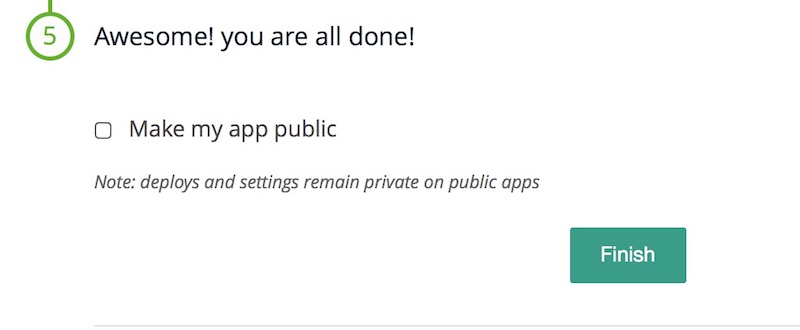 5 Awesome! you are all done!
Make my app public
Note: deploys and settings remain private on public apps
Finish